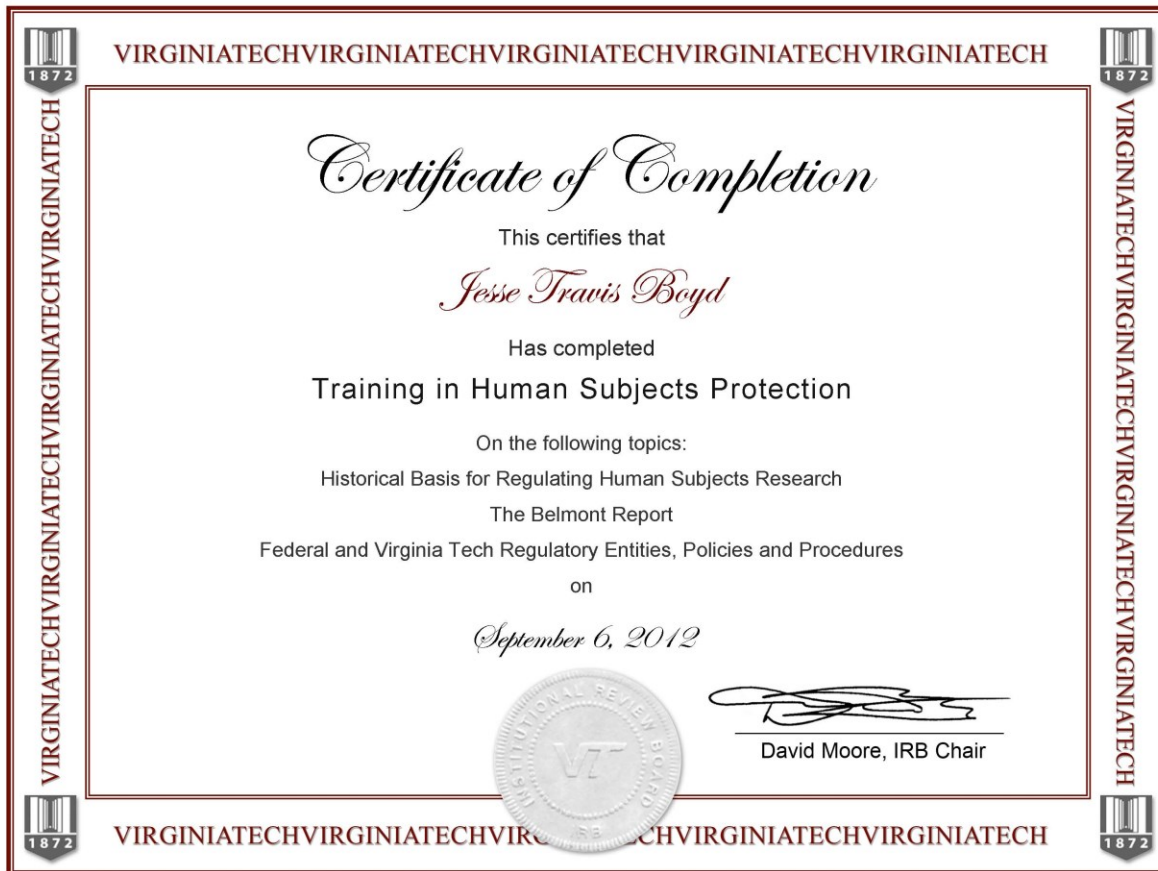 VIRGINIATECHVIRGINIATECHVIRGINIATECHVIRGINIATECHVIRGINIATECH
1872
1872
VIRGINIATECHVIRGINIATECHVIRGINIATECHVIRGINIATECH
VIRGINIATECHVIRGINIATECHVIRGINIATECHVIRGINIATECH
Certificate of Completion
This certifies that
Jesse Travis Boyd
Has completed
Training in Human Subjects Protection
On the following topics:
Historical Basis for Regulating Human Subjects Research
The Belmont Report
Federal and Virginia Tech Regulatory Entities, Policies and Procedures
on
September 6, 2012
INSTITUTIONAL REVIEW BOARD
VT
IRB
David Moore, IRB Chair
1872
1872
VIRGINIATECHVIRGINIATECHVIR CHVIRGINIATECHVIRGINIATECH